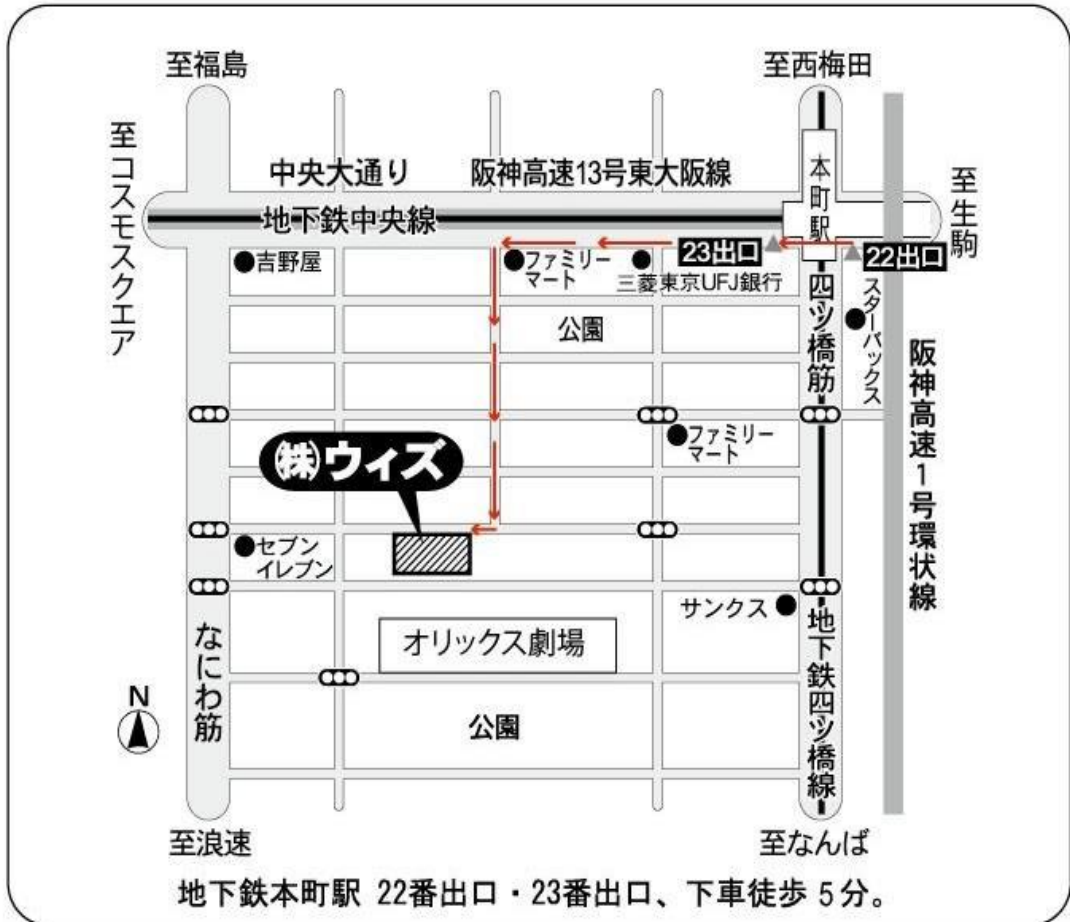 至福島
至西梅田
至コスモスクエア
中央大通り
阪神高速13号東大阪線
本町駅
至生駒
地下鉄中央線
23出口
22出口
吉野屋
ファミリー
マート
三菱東京UFJ銀行
四ツ橋筋
スターバックス
公園
阪神高速1号環状線
ファミリー
マート
㈱ウィズ
セブン
イレブン
サンクス
なにわ筋
オリックス劇場
地下鉄四ツ橋線
N
公園
至浪速
至なんば
地下鉄本町駅 22番出口・23番出口、下車徒歩 5分。